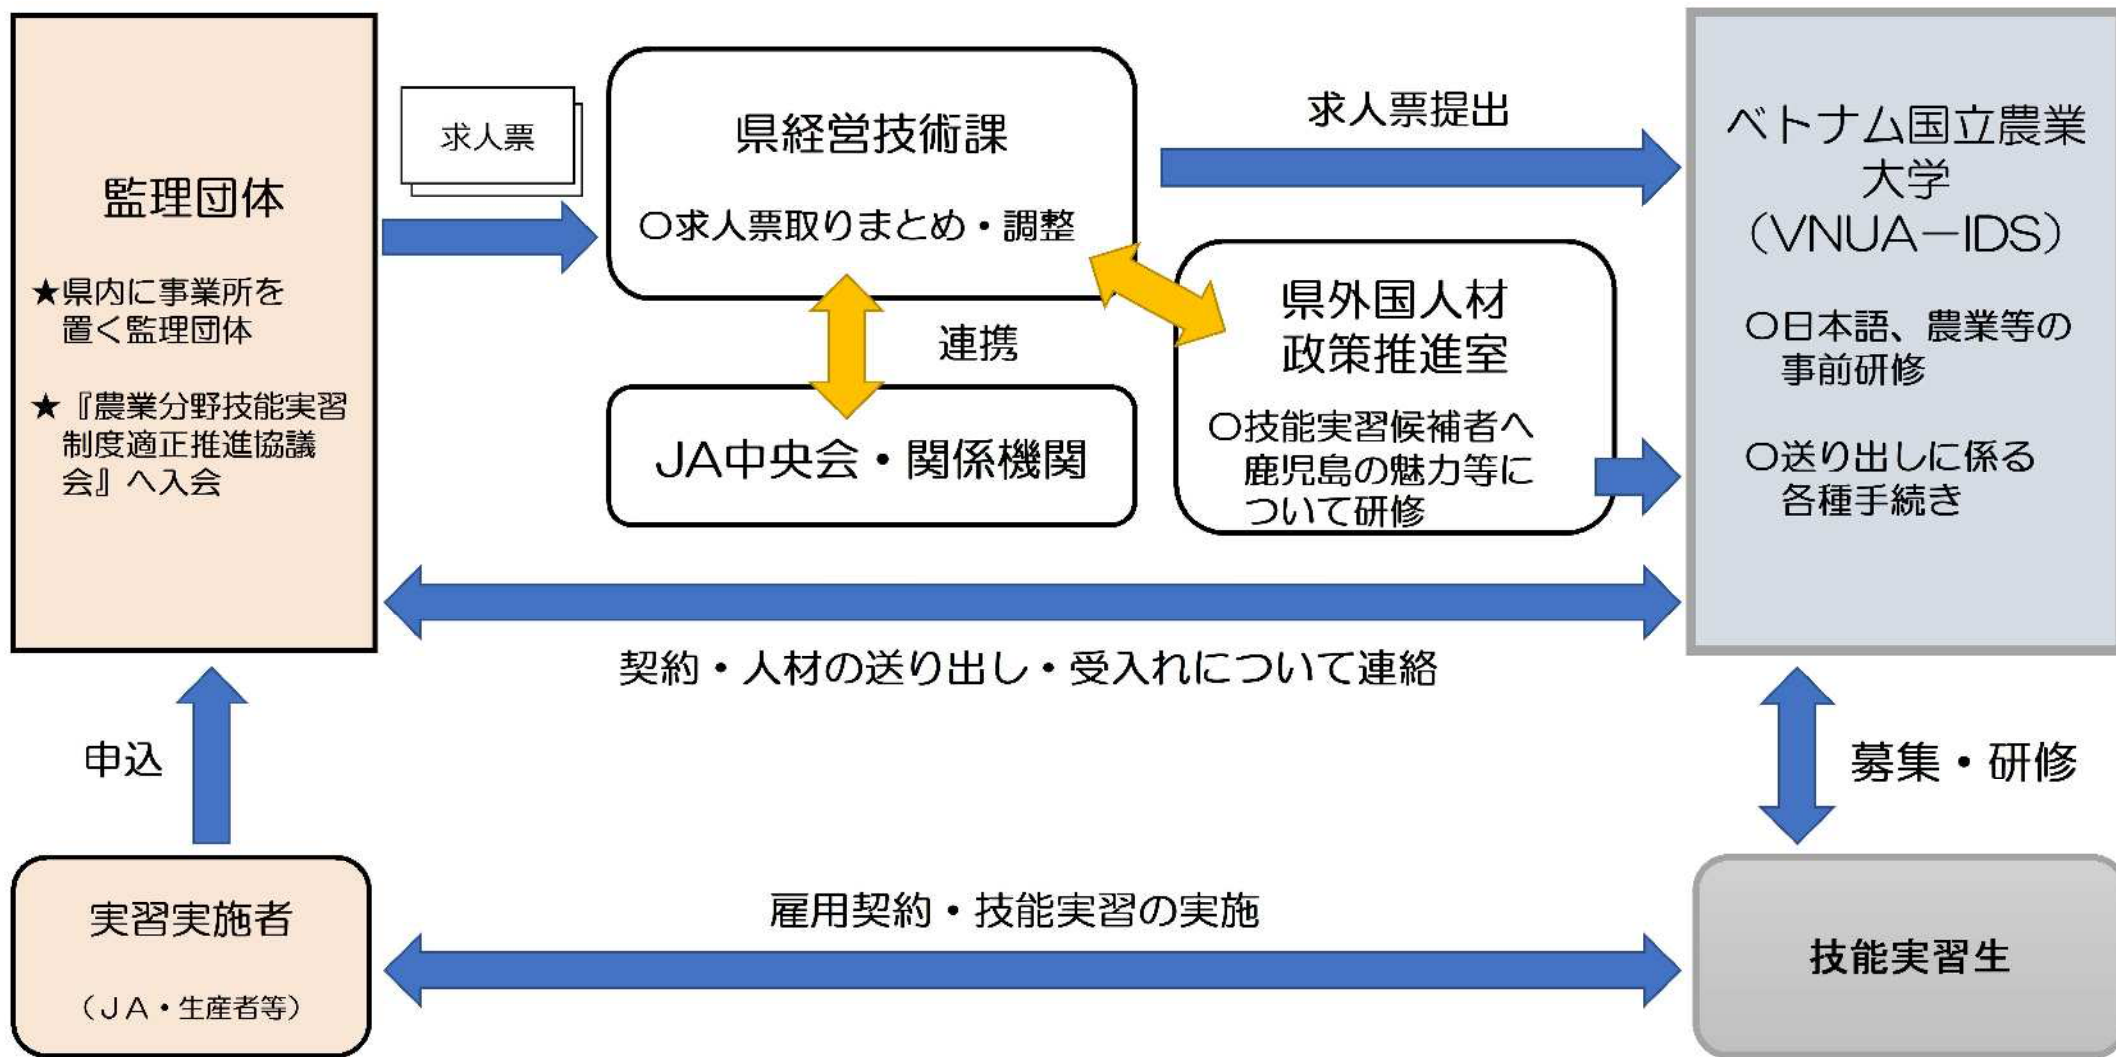 監理団体
★県内に事業所を
置く監理団体
★『農業分野技能実習
制度適正推進協議
会』へ入会
求人票
県経営技術課
〇求人票取りまとめ・調整
求人票提出
ベトナム国立農業
大学
（VNUA－IDS）
〇日本語、農業等の
事前研修
〇送り出しに係る
各種手続き
連携
県外国人材
政策推進室
〇技能実習候補者へ
鹿児島の魅力等に
ついて研修
JA中央会・関係機関
契約・人材の送り出し・受入れについて連絡
申込
募集・研修
実習実施者
（ＪＡ・生産者等）
雇用契約・技能実習の実施
技能実習生